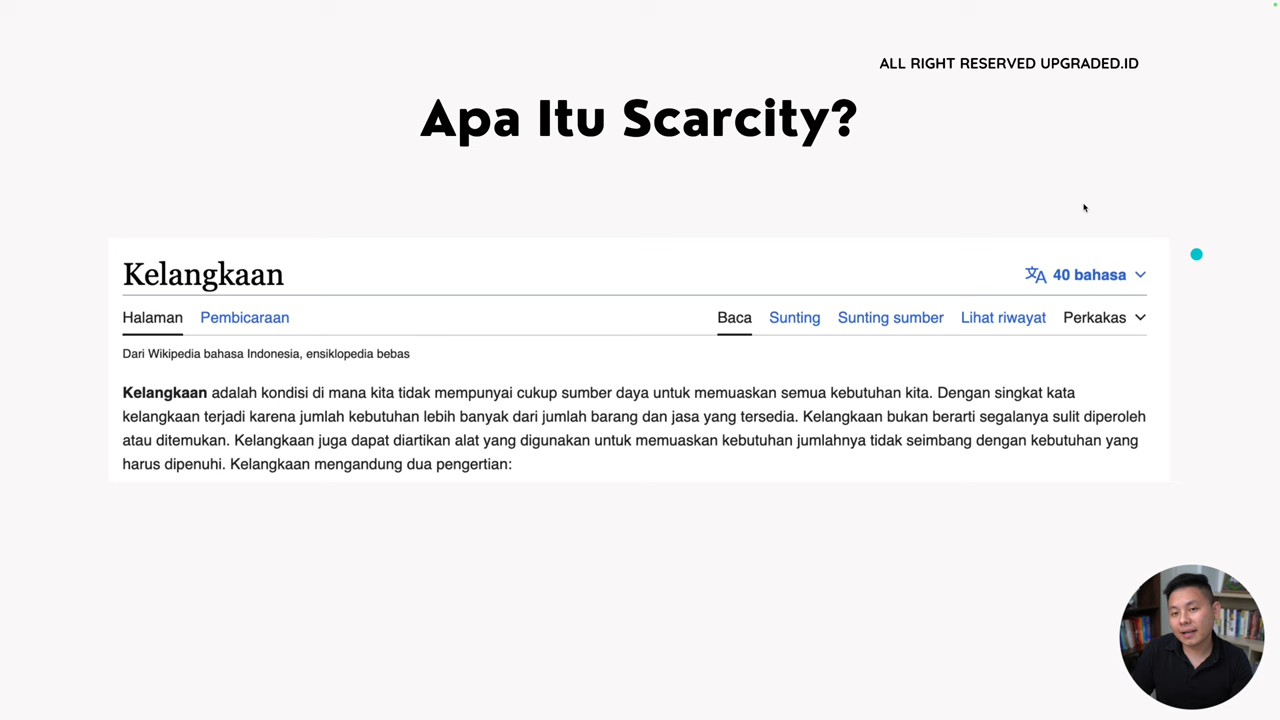 ALL RIGHT RESERVED UPGRADED.ID
Apa Itu Scarcity?
Kelangkaan
40 bahasa
Halaman Pembicaraan Baca Sunting Sunting sumber Lihat riwayat Perkakas
Dari Wikipedia bahasa Indonesia, ensiklopedia bebas
Kelangkaan adalah kondisi di mana kita tidak mempunyai cukup sumber daya untuk memuaskan semua kebutuhan kita. Dengan singkat kata
kelangkaan terjadi karena jumlah kebutuhan lebih banyak dari jumlah barang dan jasa yang tersedia. Kelangkaan bukan berarti segalanya sulit diperoleh
atau ditemukan. Kelangkaan juga dapat diartikan alat yang digunakan untuk memuaskan kebutuhan jumlahnya tidak seimbang dengan kebutuhan yang
harus dipenuhi. Kelangkaan mengandung dua pengertian: